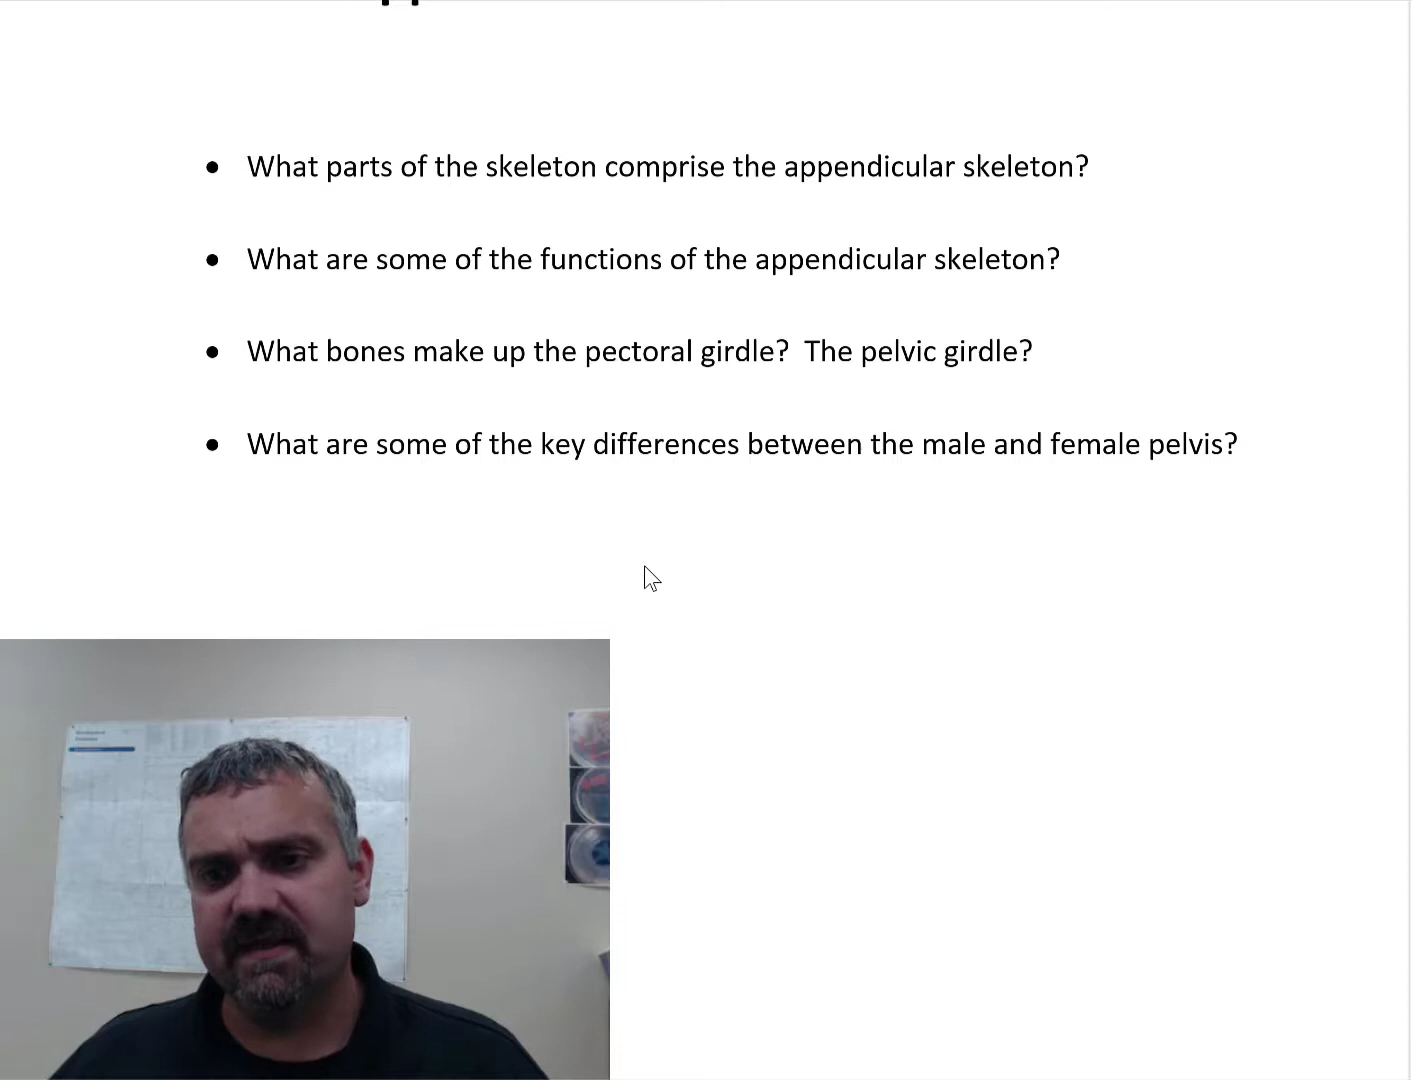 • What parts of the skeleton comprise the appendicular skeleton?
• What are some of the functions of the appendicular skeleton?
• What bones make up the pectoral girdle?  The pelvic girdle?
• What are some of the key differences between the male and female pelvis?